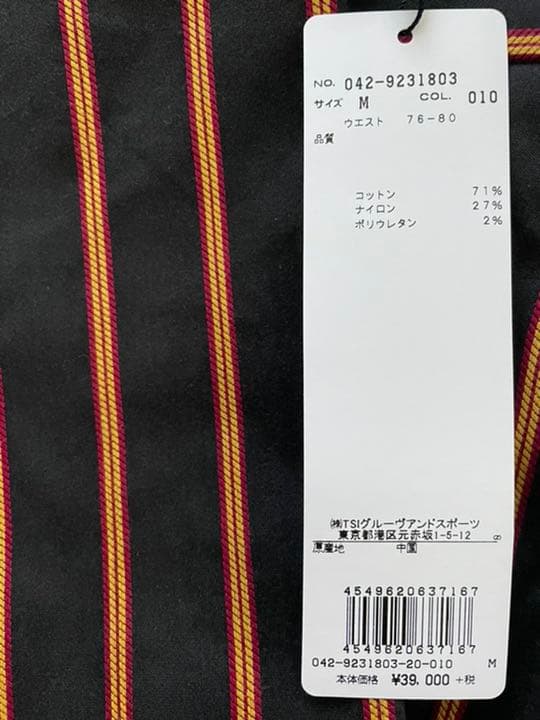 NO. 042-9231803
サイズ M COL. 010
ウエスト 76-80
品質
コットン 71%
ナイロン 27%
ポリウレタン 2%
㈱TSIグルーヴアンドスポーツ
東京都港区元赤坂1-5-12 ∞
原産地 中国
4549620637167
4549620637167
042-9231803-20-010 M
本体価格 ¥39,000 +税